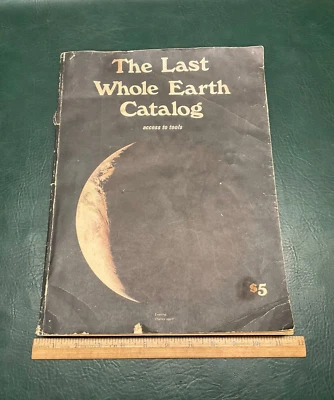 The Last
Whole Earth
Catalog
access to tools
$5